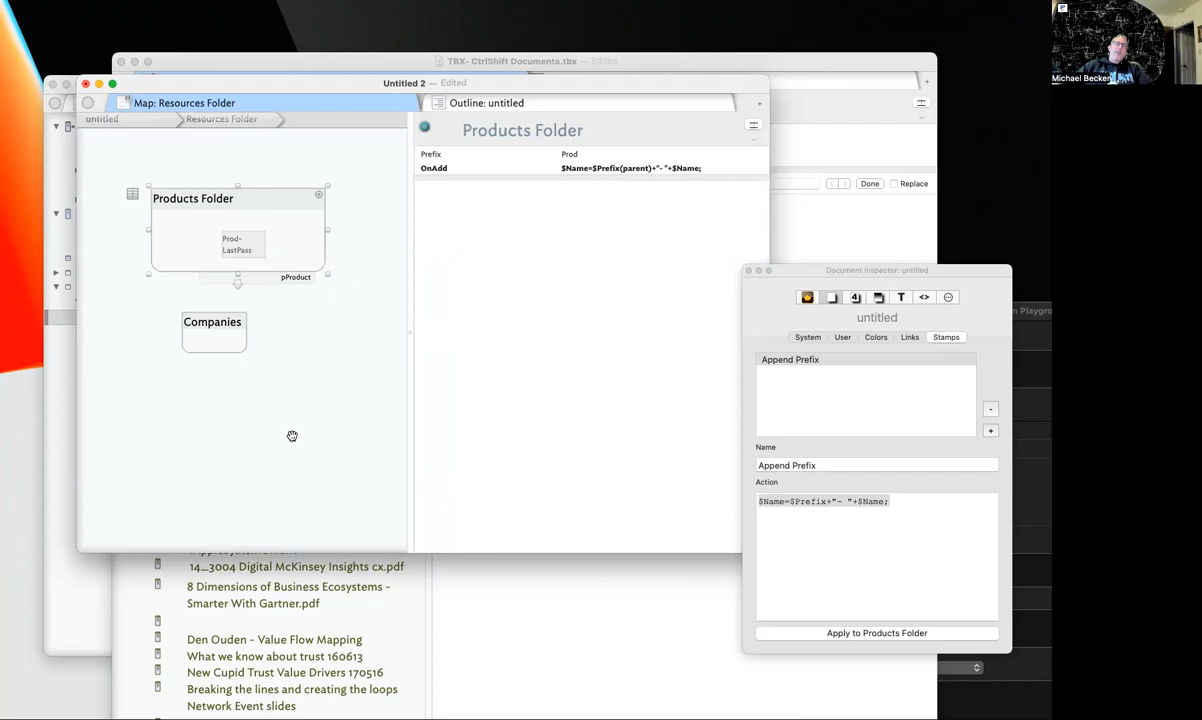 Michael Becker
TBX- CtrlShift Documents.tbx — Edited
Untitled 2 — Edited
Map: Resources Folder
Outline: untitled
untitled
Resources Folder
Products Folder
Prod-
LastPass
pProduct
Companies
Products Folder
Prefix
Prod
OnAdd
$Name=$Prefix(parent)+"- "+$Name;
Done
Replace
Document Inspector: untitled
untitled
System
User
Colors
Links
Stamps
Append Prefix
-
+
Name
Append Prefix
Action
$Name=$Prefix+"- "+$Name;
Apply to Products Folder
n Playgrou
14_3004 Digital McKinsey Insights cx.pdf
8 Dimensions of Business Ecosystems -
Smarter With Gartner.pdf
Den Ouden - Value Flow Mapping
What we know about trust 160613
New Cupid Trust Value Drivers 170516
Breaking the lines and creating the loops
Network Event slides